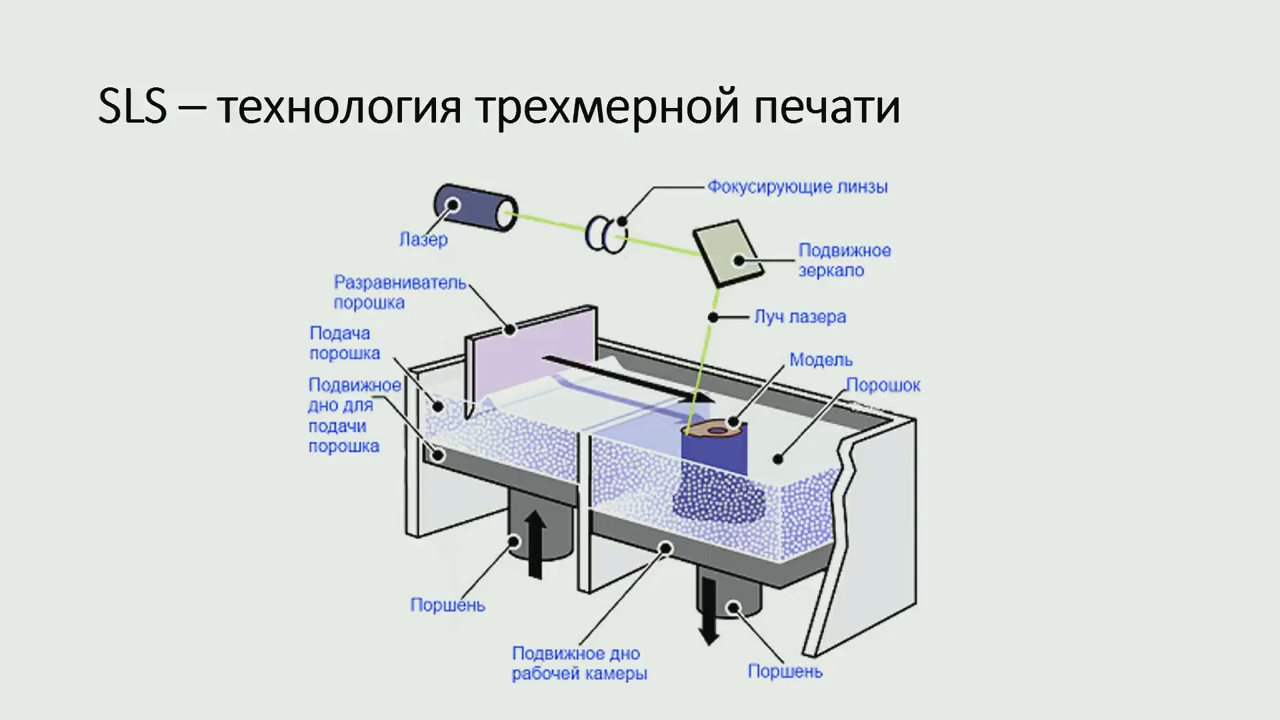 SLS – технология трехмерной печати
Фокусирующие линзы
Лазер
Подвижное
зеркало
Разравниватель
порошка
Луч лазера
Подача
порошка
Модель
Порошок
Подвижное
дно для
подачи
порошка
Поршень
Подвижное дно
рабочей камеры
Поршень